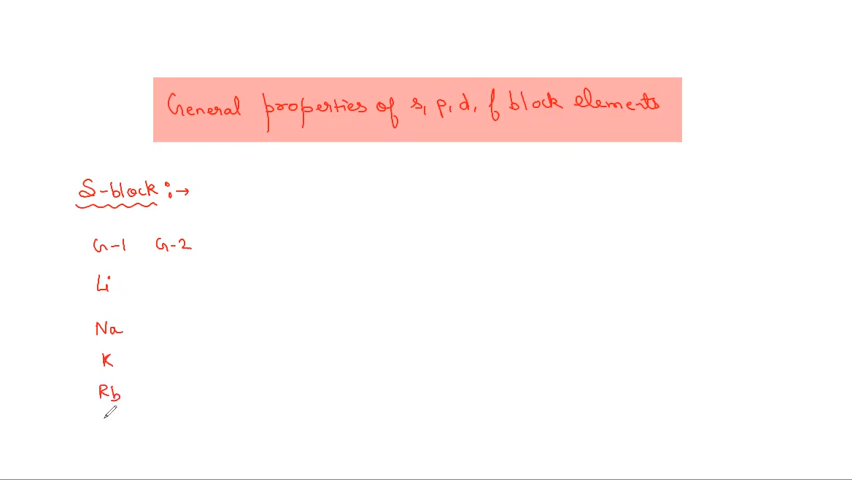 General properties of s, p, d, f block elements
S-block :→
G-1 G-2
Li
Na
K
Rb